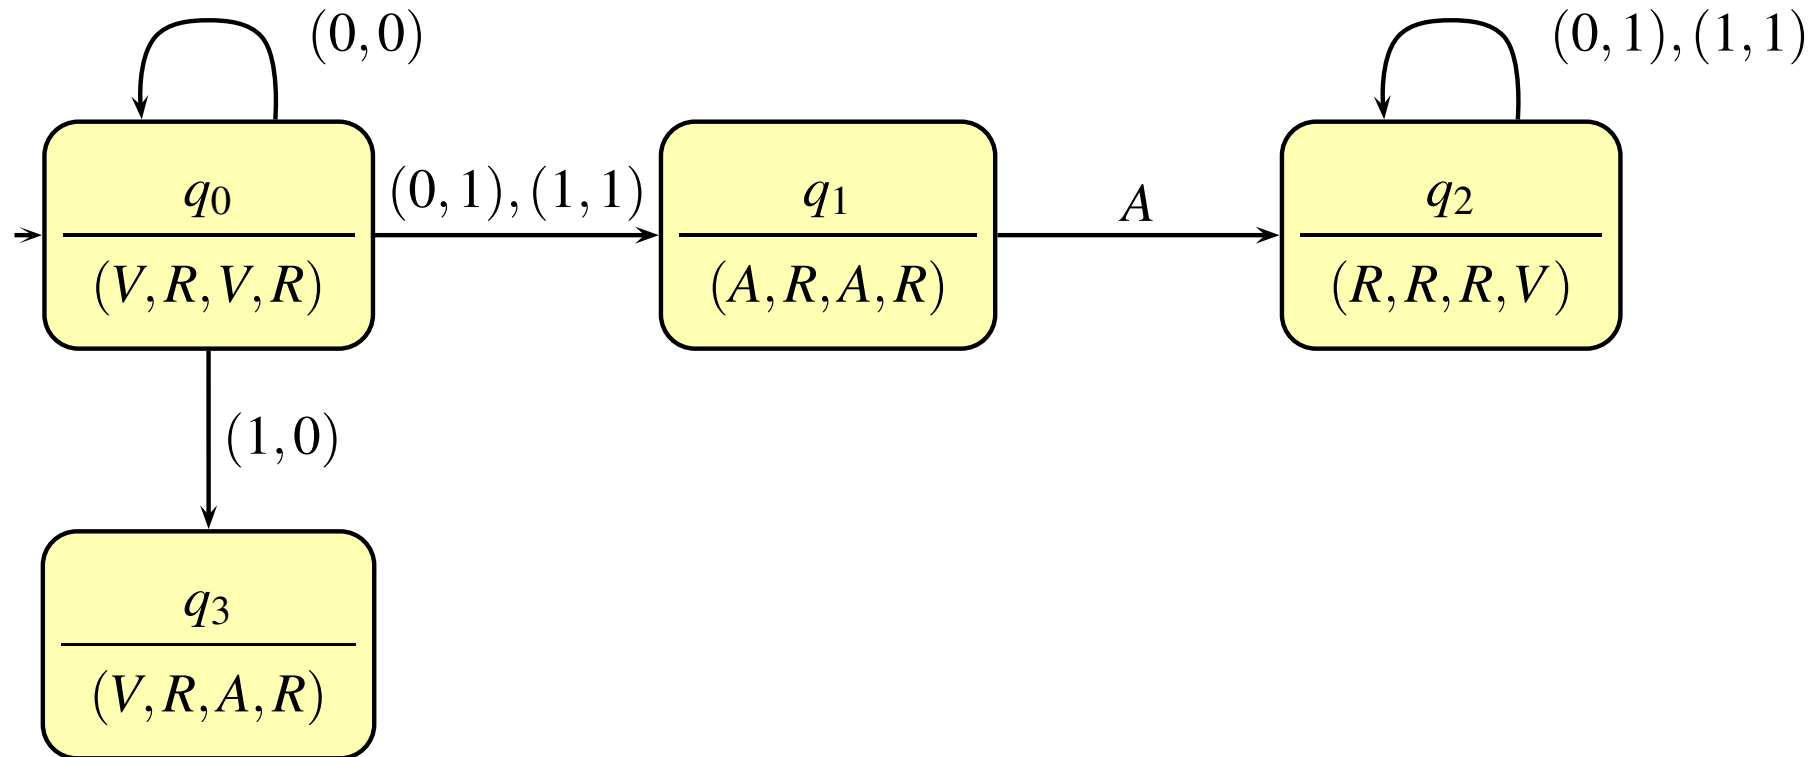 (0,0)
(0,1),(1,1)
q0
(V,R,V,R)
(0,1),(1,1)
q1
(A,R,A,R)
A
q2
(R,R,R,V)
(1,0)
q3
(V,R,A,R)